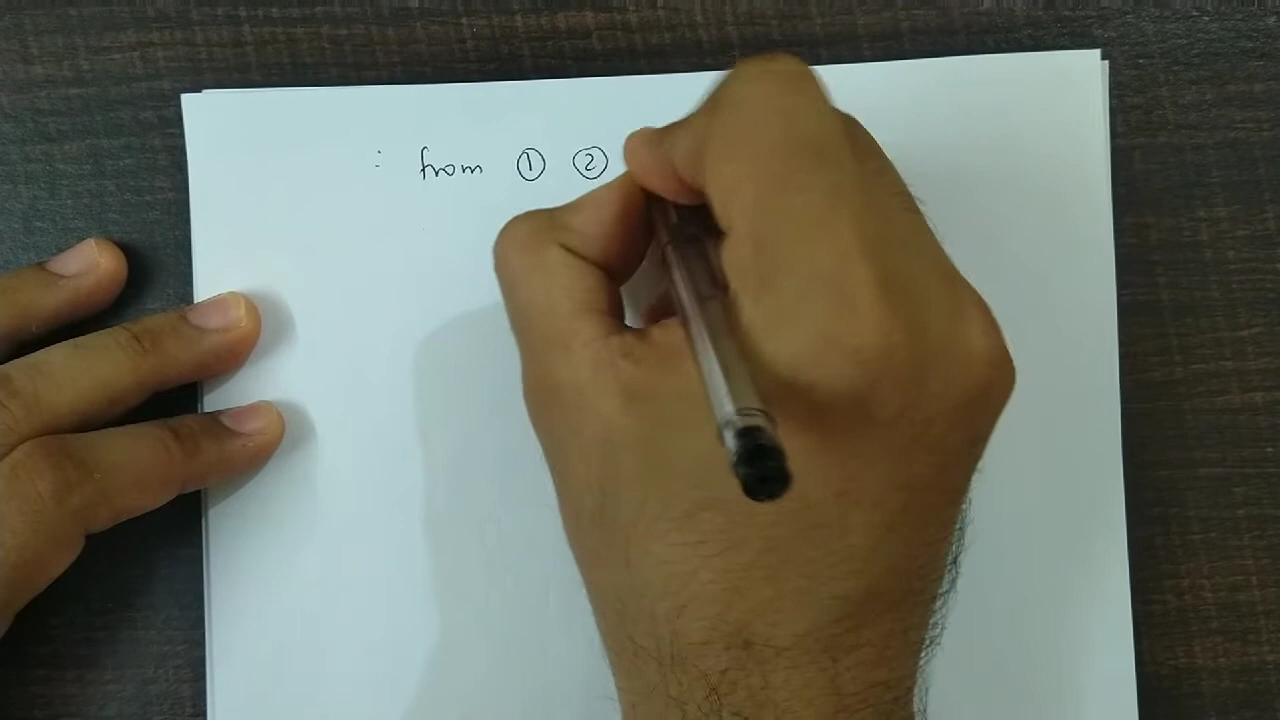 ∴ from ① ②